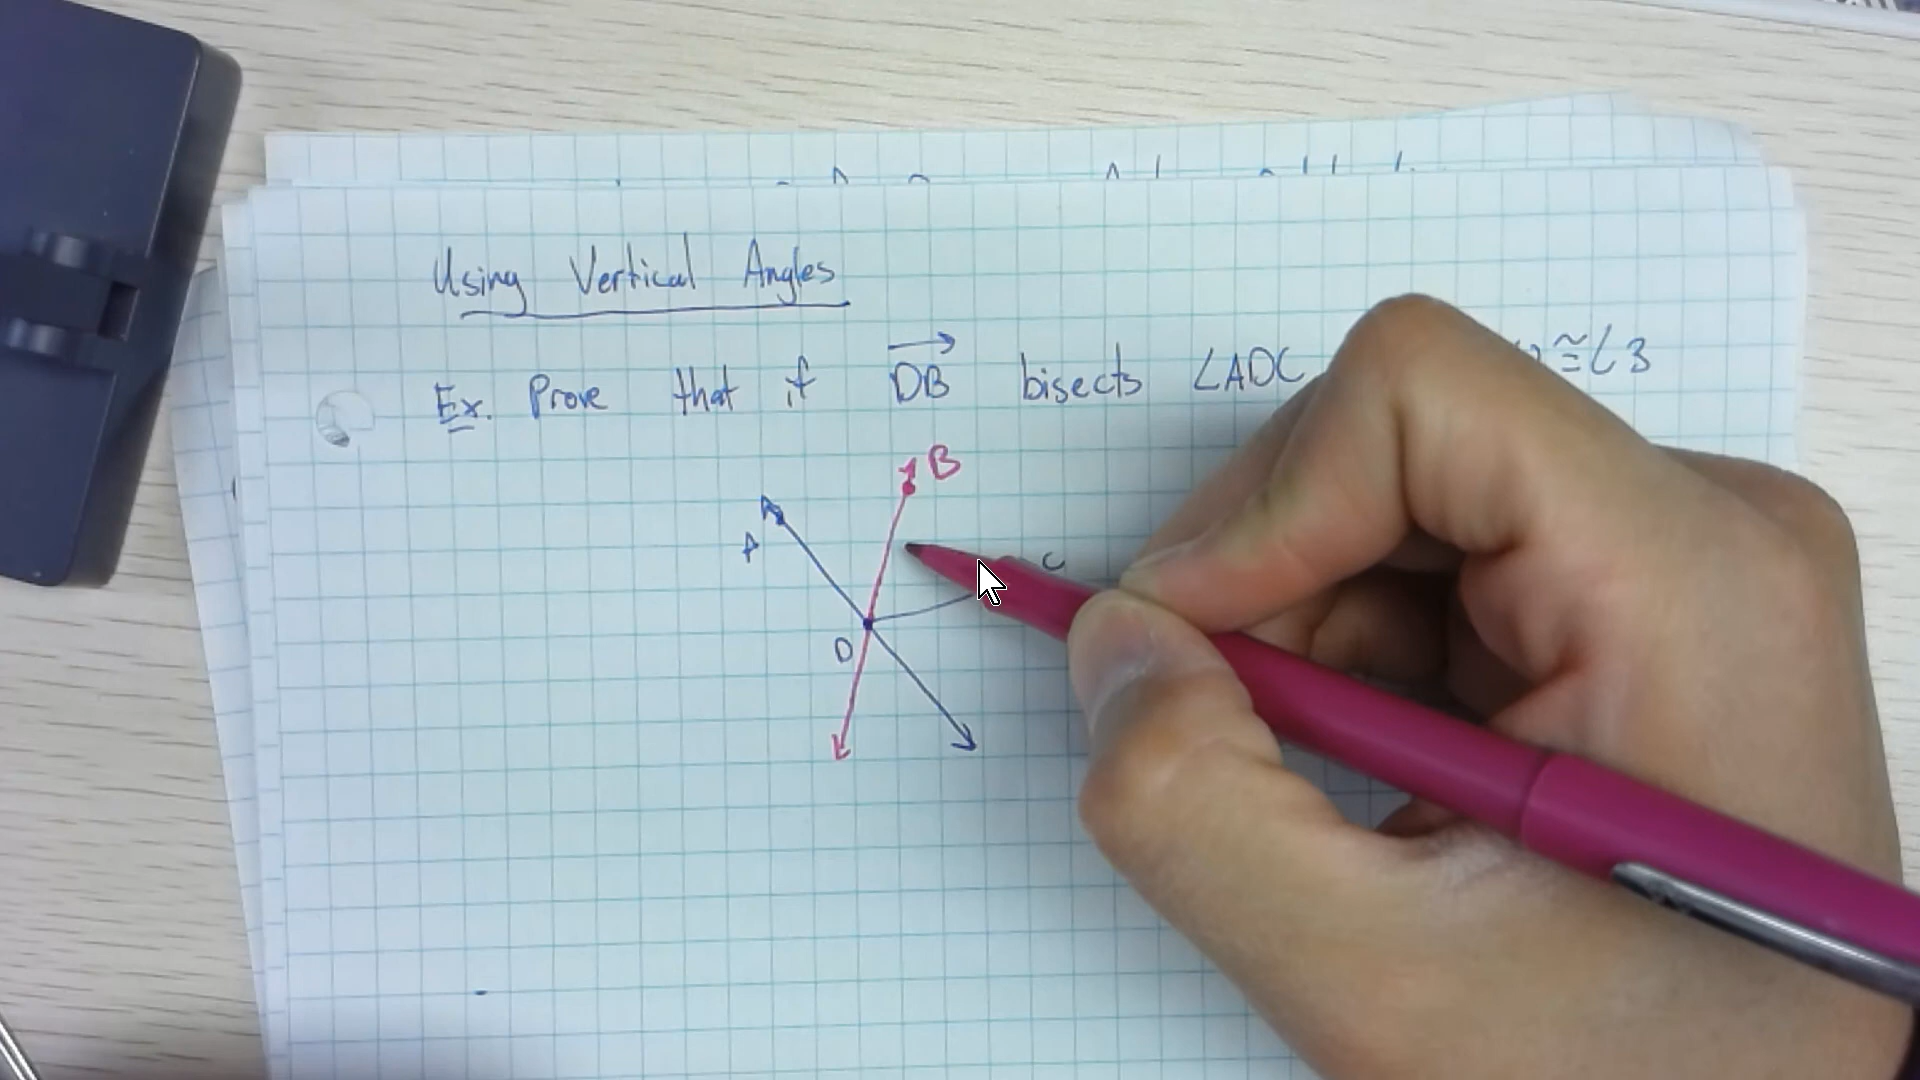 Using Vertical Angles
Ex. Prove that if DB bisects ∠ADC ≅∠3
B
A
C
D